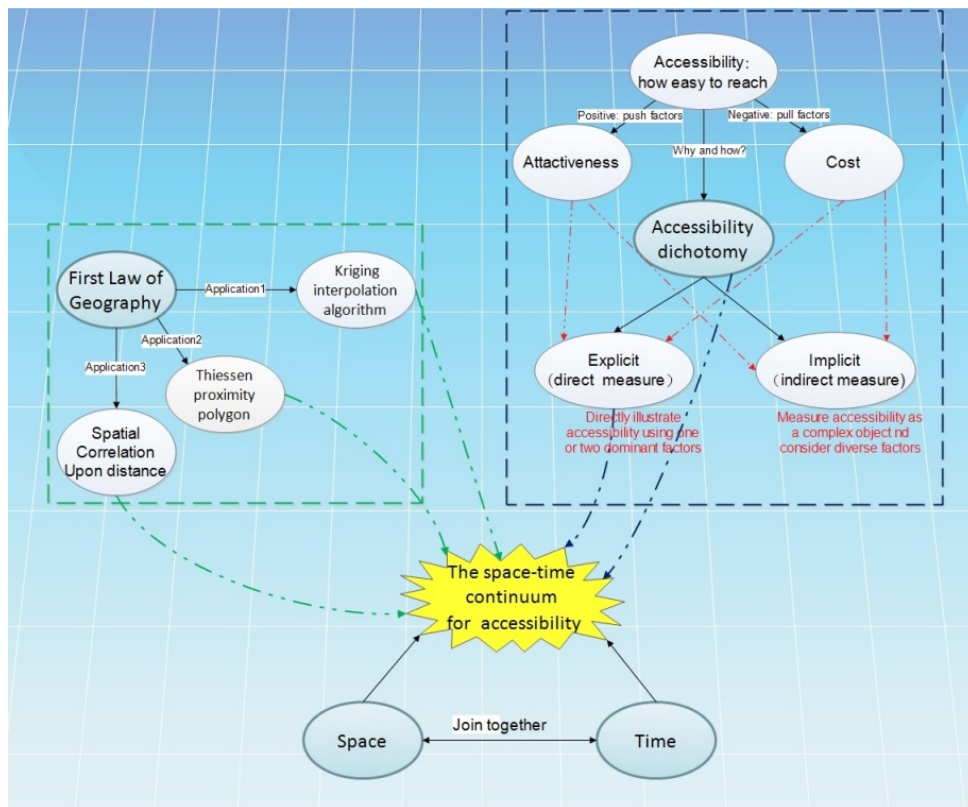 Accessibility:
how easy to reach
Positive: push factors
Negative: pull factors
Attactiveness
Why and how?
Cost
Accessibility
dichotomy
First Law of
Geography
Application1
Kriging
interpolation
algorithm
Application2
Application3
Thiessen
proximity
polygon
Spatial
Correlation
Upon distance
Explicit
(direct measure)
Implicit
(indirect measure)
Directly illustrate
accessibility using one
or two dominant factors
Measure accessibility as
a complex object nd
consider diverse factors
The space-time
continuum
for accessibility
Space
Join together
Time